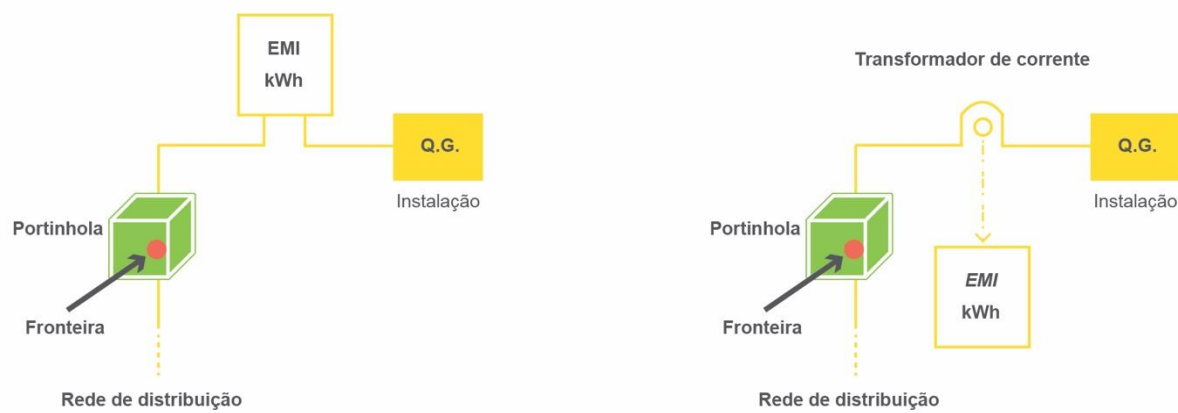 EMI
kWh
Q.G.
Instalação
Portinhola
Fronteira
Rede de distribuição
Transformador de corrente
Q.G.
Instalação
Portinhola
EMI
kWh
Fronteira
Rede de distribuição